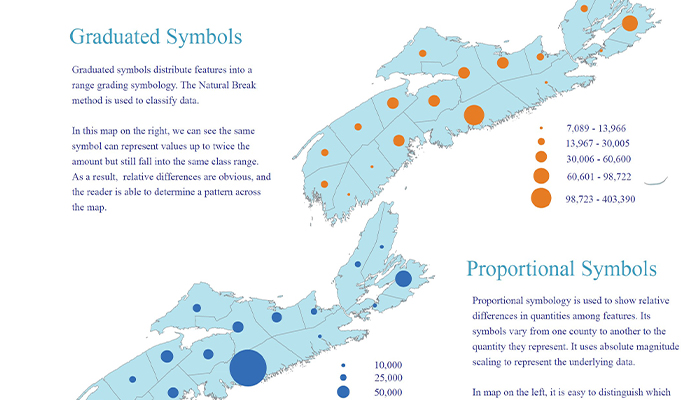 Graduated Symbols
Graduated symbols distribute features into a
range grading symbology. The Natural Break
method is used to classify data.
In this map on the right, we can see the same
symbol can represent values up to twice the
amount but still fall into the same class range.
As a result, relative differences are obvious, and
the reader is able to determine a pattern across
the map.
7,089 - 13,966
13,967 - 30,005
30,006 - 60,600
60,601 - 98,722
98,723 - 403,390
Proportional Symbols
Proportional symbology is used to show relative
differences in quantities among features. Its
symbols vary from one county to another to the
quantity they represent. It uses absolute magnitude
scaling to represent the underlying data.
In map on the left, it is easy to distinguish which
10,000
25,000
50,000